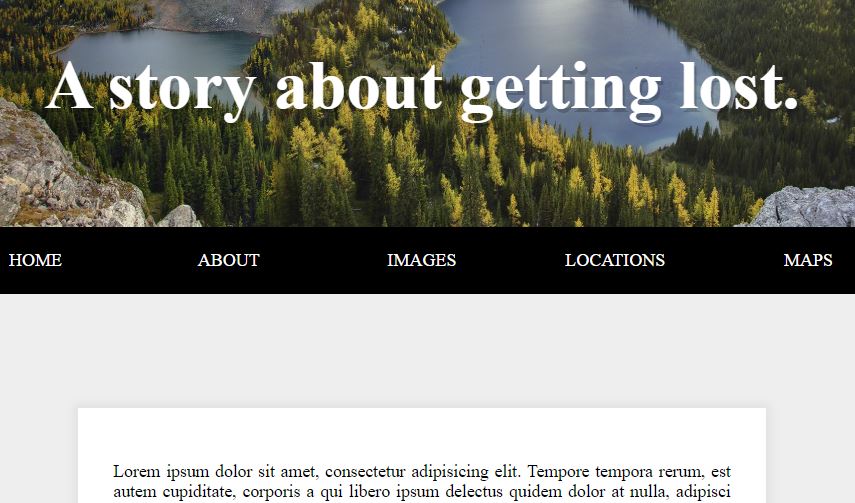 A story about getting lost.
HOME ABOUT IMAGES LOCATIONS MAPS
Lorem ipsum dolor sit amet, consectetur adipisicing elit. Tempore tempora rerum, est
autem cupiditate, corporis a qui libero ipsum delectus quidem dolor at nulla, adipisci